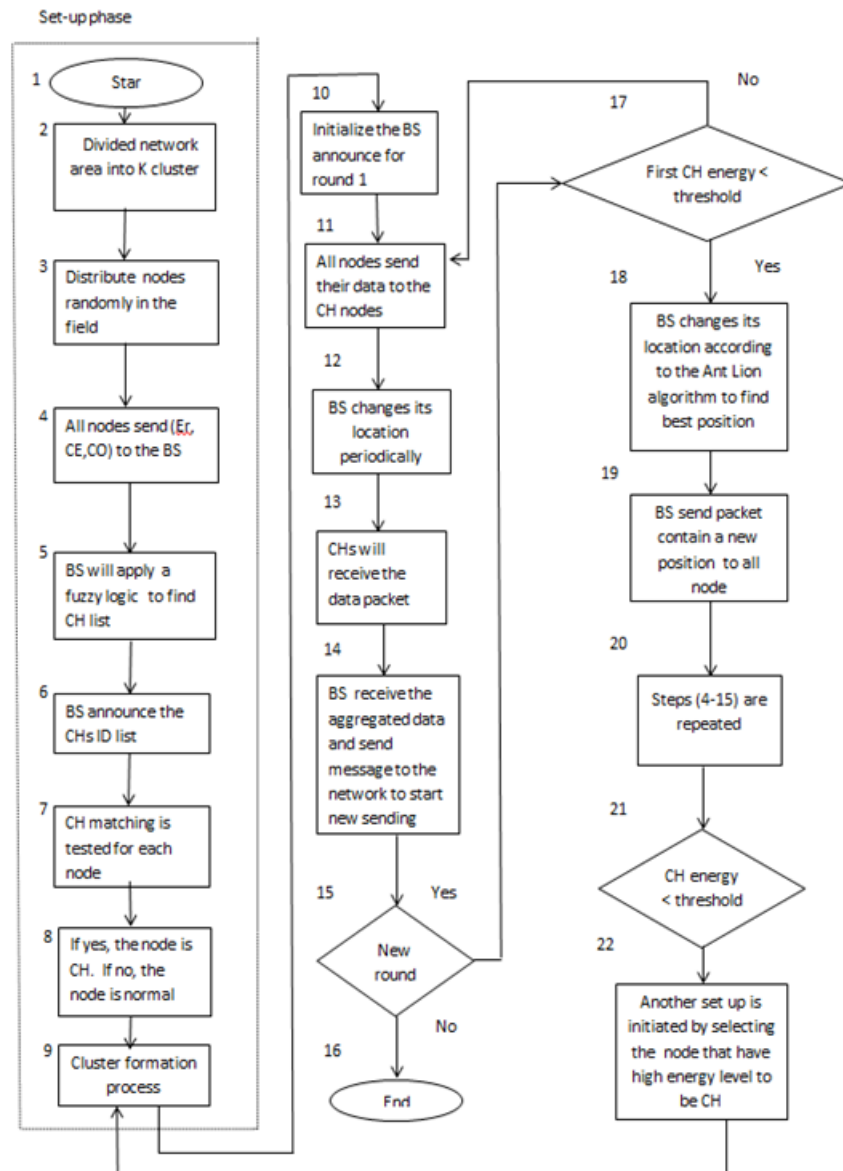 Set-up phase
1
Star
2
Divided network
area into K cluster
3
Distribute nodes
randomly in the
field
4
All nodes send (Er,
CE,CO) to the BS
5
BS will apply a
fuzzy logic to find
CH list
6
BS announce the
CHs ID list
7
CH matching is
tested for each
node
8
If yes, the node is
CH. If no, the
node is normal
9
Cluster formation
process
10
Initialize the BS
announce for
round 1
11
All nodes send
their data to the
CH nodes
12
BS changes its
location
periodically
13
CHs will
receive the
data packet
14
BS receive the
aggregated data
and send
message to the
network to start
new sending
15
Yes
New
round
No
16
End
17
No
First CH energy <
threshold
Yes
18
BS changes its
location according
to the Ant Lion
algorithm to find
best position
19
BS send packet
contain a new
position to all
node
20
Steps (4-15) are
repeated
21
CH energy
< threshold
22
Another set up is
initiated by selecting
the node that have
high energy level to
be CH